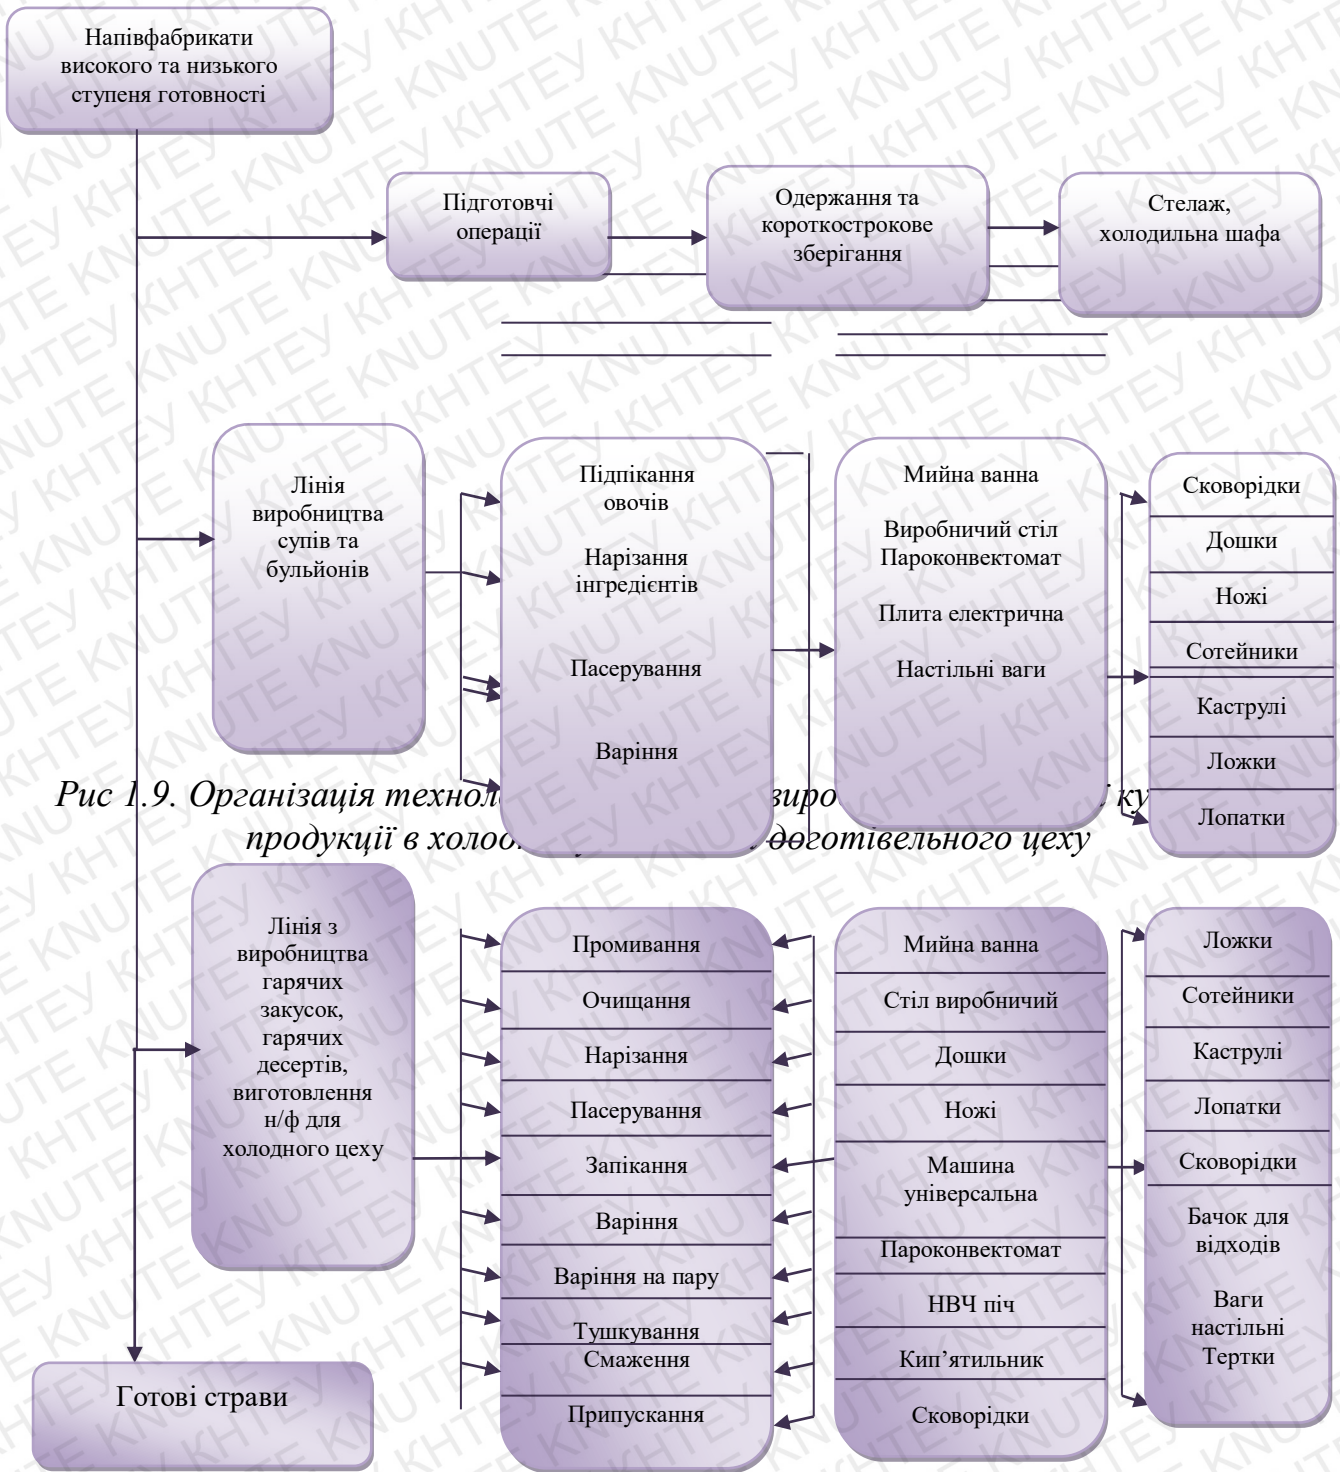 Напівфабрикати
високого та низького
ступеня готовності
Підготовчі
операції
Одержання та
короткострокове
зберігання
Стелаж,
холодильна шафа
Лінія
виробництва
супів та
бульйонів
Підпікання
овочів
Нарізання
інгредієнтів
Пасерування
Варіння
Мийна ванна
Виробничий стіл
Пароконвектомат
Плита електрична
Настільні ваги
Сковорідки
Дошки
Ножі
Сотейники
Каструлі
Ложки
Лопатки
Рис 1.9. Організація
продукції в доготівельного цеху
Лінія з
виробництва
гарячих
закусок,
гарячих
десертів,
виготовлення
н/ф для
холодного цеху
Промивання
Очищання
Нарізання
Пасерування
Запікання
Варіння
Варіння на пару
Тушкування
Смаження
Припускання
Мийна ванна
Стіл виробничий
Дошки
Ножі
Машина
універсальна
Пароконвектомат
НВЧ піч
Кип’ятильник
Сковорідки
Ложки
Сотейники
Каструлі
Лопатки
Сковорідки
Бачок для
відходів
Ваги
настільні
Тертки
Готові страви